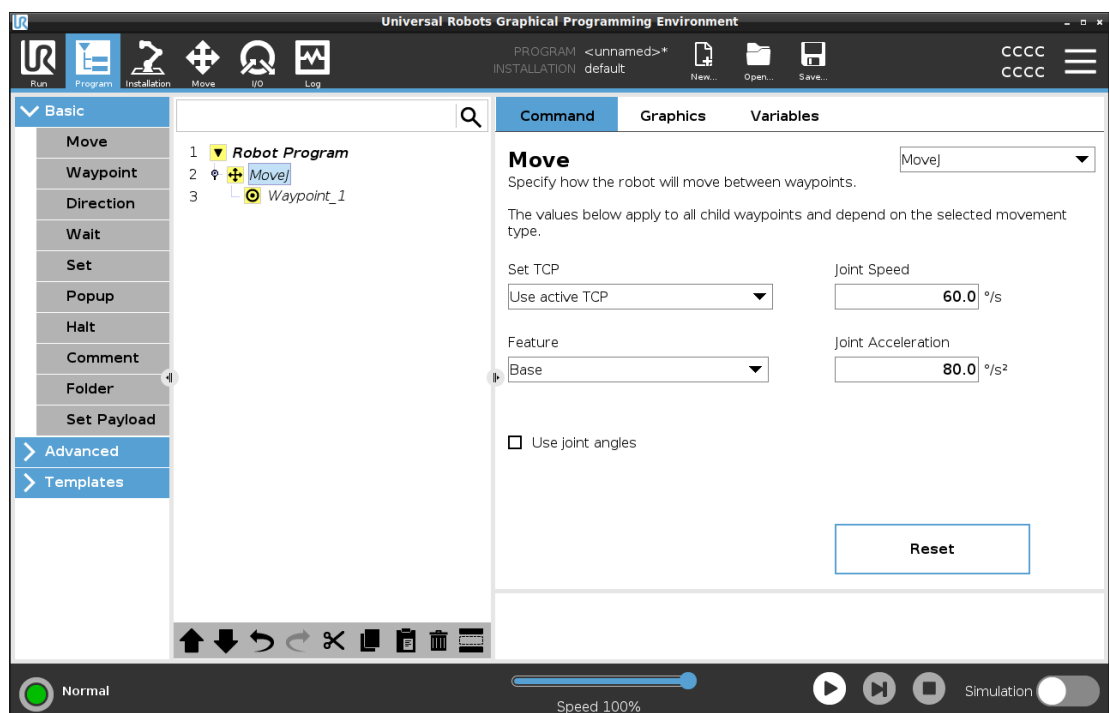 UR
Universal Robots Graphical Programming Environment
UR
Run
Program
Installation
Move
I/O
Log
PROGRAM <unnamed>*
INSTALLATION default
New...
Open...
Save...
CCCC
CCCC
Basic
Move
Waypoint
Direction
Wait
Set
Popup
Halt
Comment
Folder
Set Payload
Advanced
Templates
1 Robot Program
2 MoveJ
3 Waypoint_1
Command Graphics Variables
Move
MoveJ
Specify how the robot will move between waypoints.
The values below apply to all child waypoints and depend on the selected movement
type.
Set TCP
Joint Speed
Use active TCP
60.0 °/s
Feature
Joint Acceleration
Base
80.0 °/s²
Use joint angles
Reset
Normal
Speed 100%
Simulation